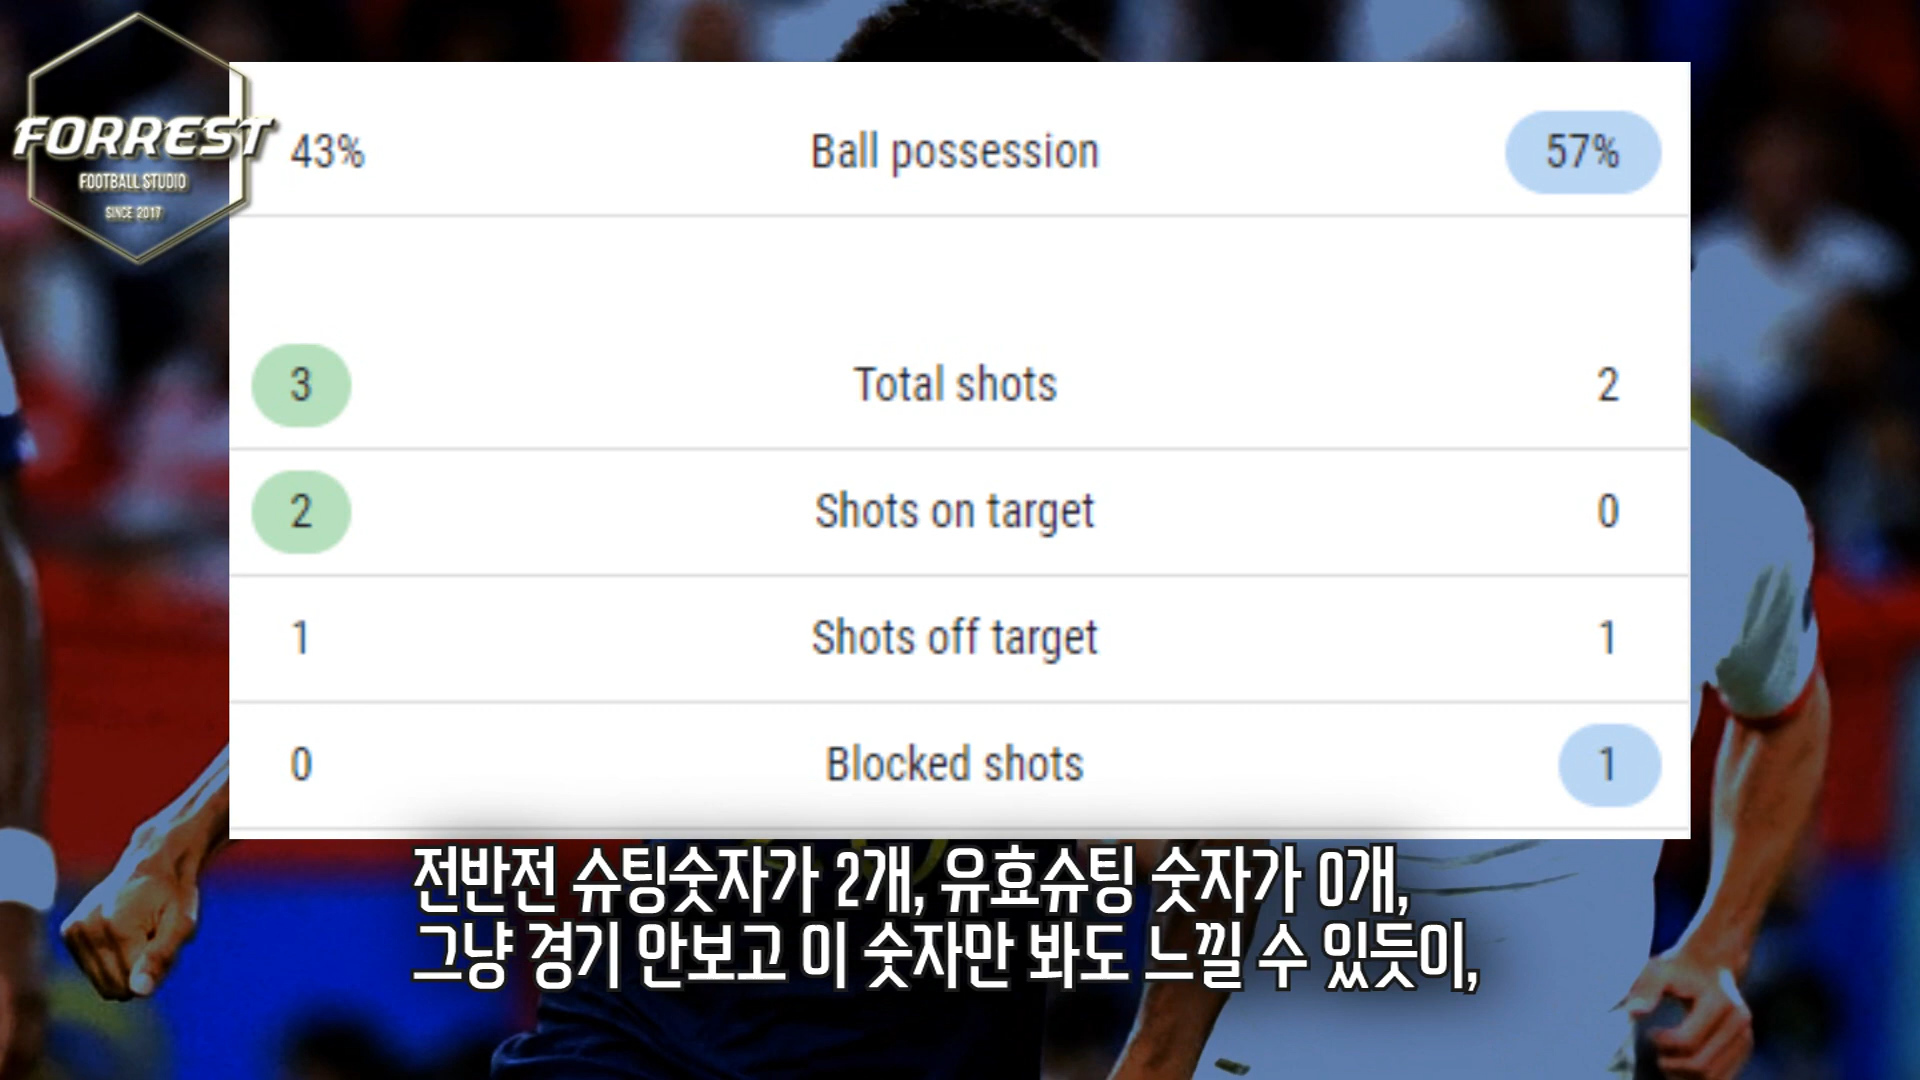 FORREST
FOOTBALL STUDIO
SINCE 2017
43% Ball possession 57%
3 Total shots 2
2 Shots on target 0
1 Shots off target 1
0 Blocked shots 1
전반전 슈팅숫자가 2개, 유효슈팅 숫자가 0개,
그냥 경기 안보고 이 숫자만 봐도 느낄 수 있듯이,